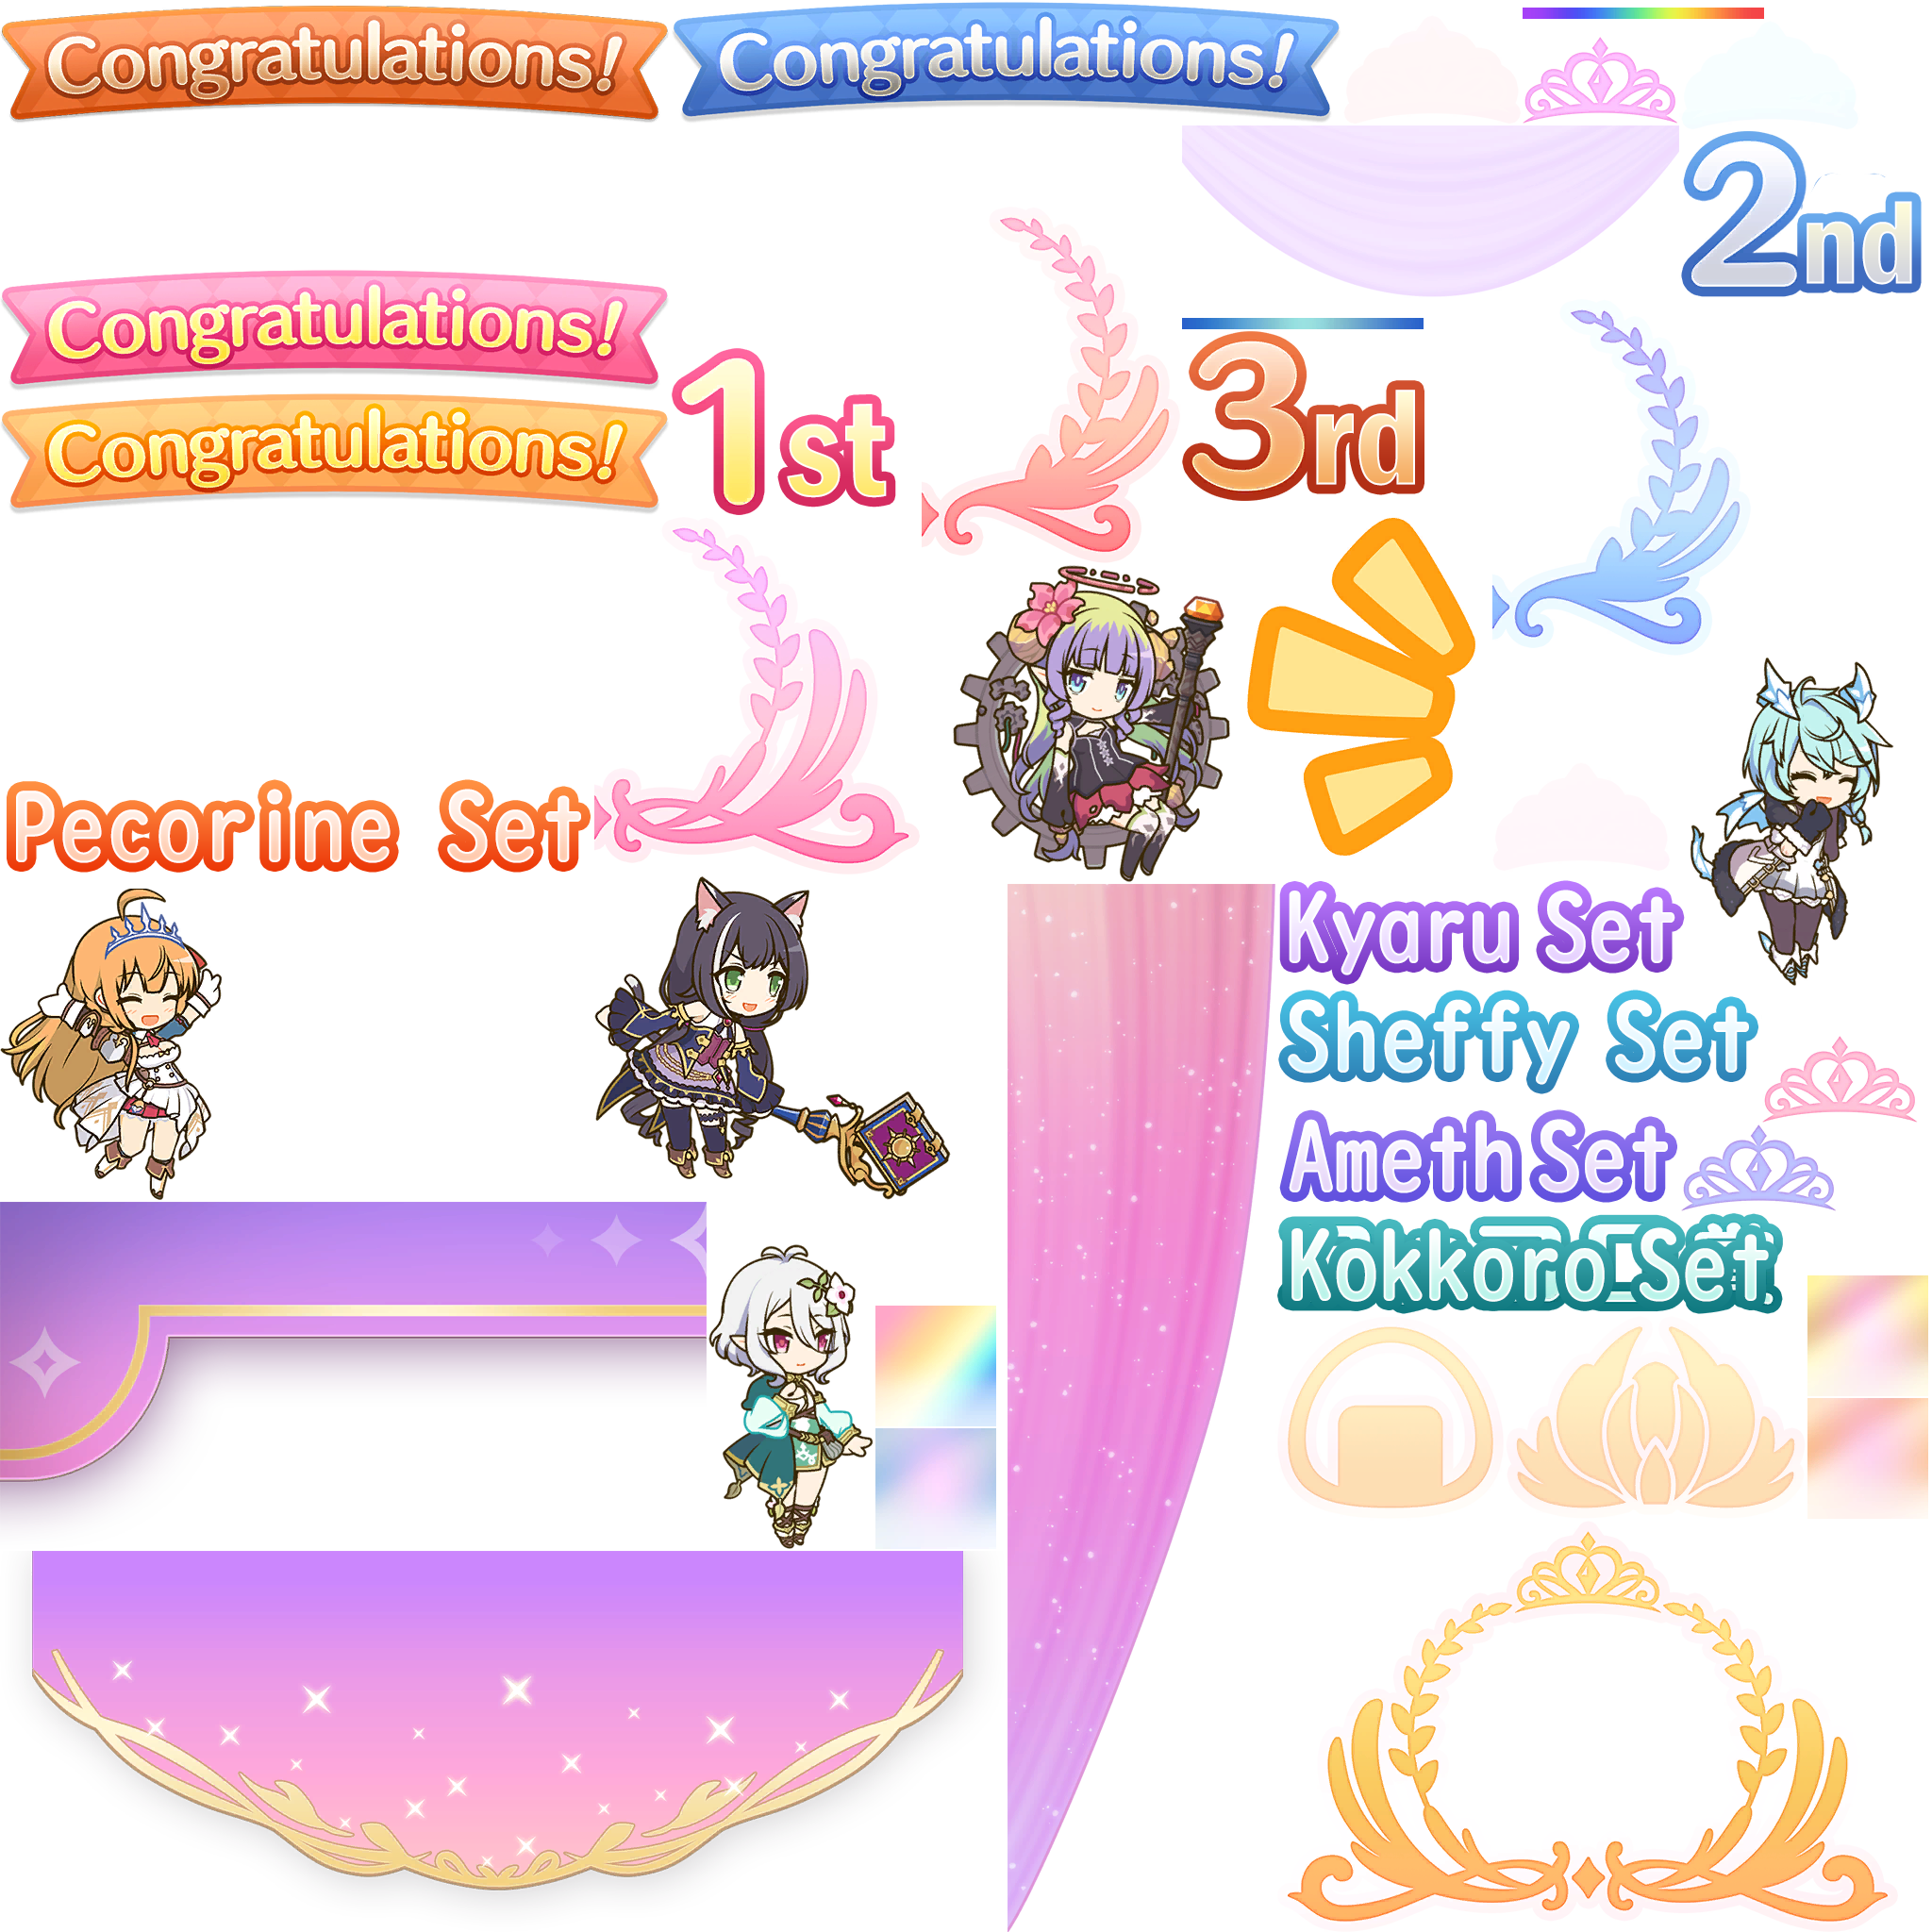 Congratulations!
Congratulations!
2nd
Congratulations!
1st
3rd
Congratulations!
Pecorine Set
Kyaru Set
Sheffy Set
Ameth Set
Kokkoro Set